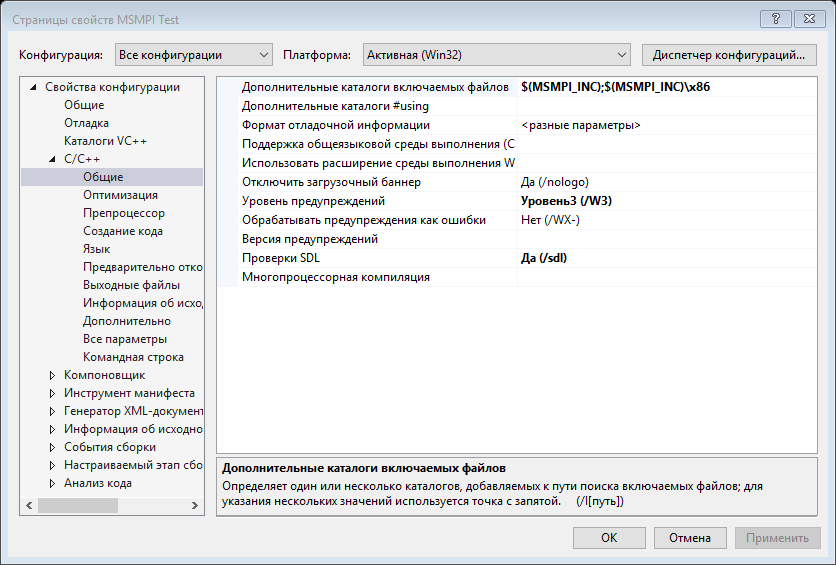 Страницы свойств MSMPI Test
Конфигурация: Все конфигурации Платформа: Активная (Win32) Диспетчер конфигураций...
Свойства конфигурации
Общие
Отладка
Каталоги VC++
C/C++
Общие
Оптимизация
Препроцессор
Создание кода
Язык
Предварительно отко
Выходные файлы
Информация об исход
Дополнительно
Все параметры
Командная строка
Компоновщик
Инструмент манифеста
Генератор XML-документ
Информация об исходно
События сборки
Настраиваемый этап сбо
Анализ кода
Дополнительные каталоги включаемых файлов $(MSMPI_INC);$(MSMPI_INC)\x86
Дополнительные каталоги #using
Формат отладочной информации <разные параметры>
Поддержка общеязыковой среды выполнения (C
Использовать расширение среды выполнения W
Отключить загрузочный баннер Да (/nologo)
Уровень предупреждений Уровень3 (/W3)
Обрабатывать предупреждения как ошибки Нет (/WX-)
Версия предупреждений
Проверки SDL Да (/sdl)
Многопроцессорная компиляция
Дополнительные каталоги включаемых файлов
Определяет один или несколько каталогов, добавляемых к пути поиска включаемых файлов; для
указания нескольких значений используется точка с запятой. (/I[путь])
ОК Отмена Применить